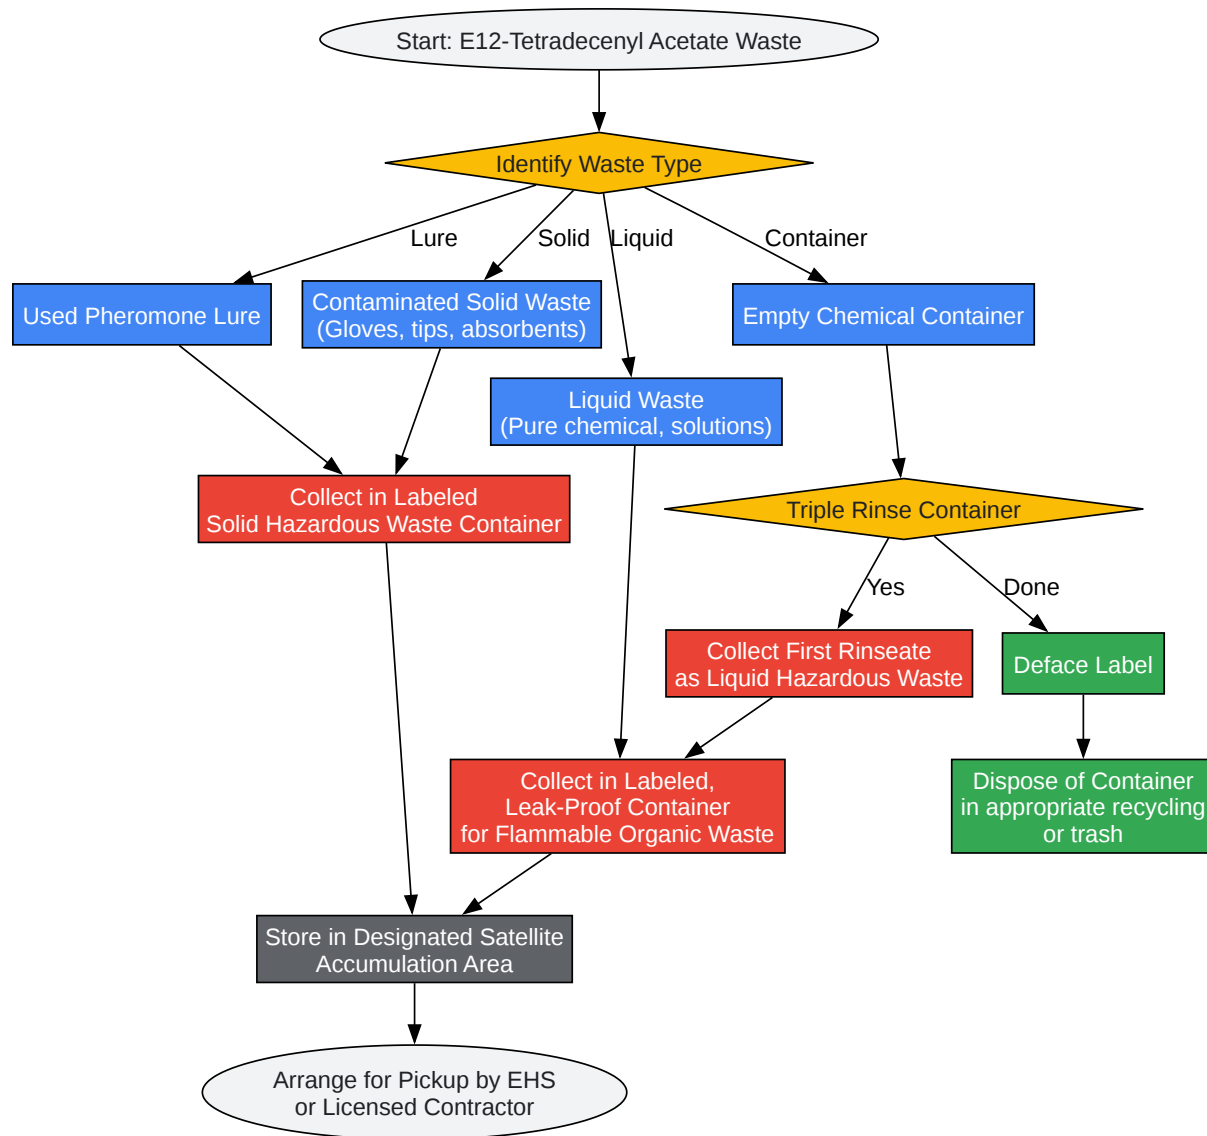 Start: E12-Tetradecenyl Acetate Waste
Identify Waste Type
Lure
Solid
Liquid
Container
Used Pheromone Lure
Contaminated Solid Waste
(Gloves, tips, absorbents)
Empty Chemical Container
Liquid Waste
(Pure chemical, solutions)
Collect in Labeled
Solid Hazardous Waste Container
Triple Rinse Container
Yes
Done
Collect First Rinseate
as Liquid Hazardous Waste
Deface Label
Collect in Labeled,
Leak-Proof Container
for Flammable Organic Waste
Dispose of Container
in appropriate recycling
or trash
Store in Designated Satellite
Accumulation Area
Arrange for Pickup by EHS
or Licensed Contractor